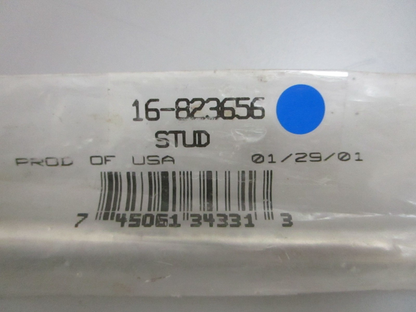 16-823656
STUD
PROD OF USA 01/29/01
7 45061 34331 3